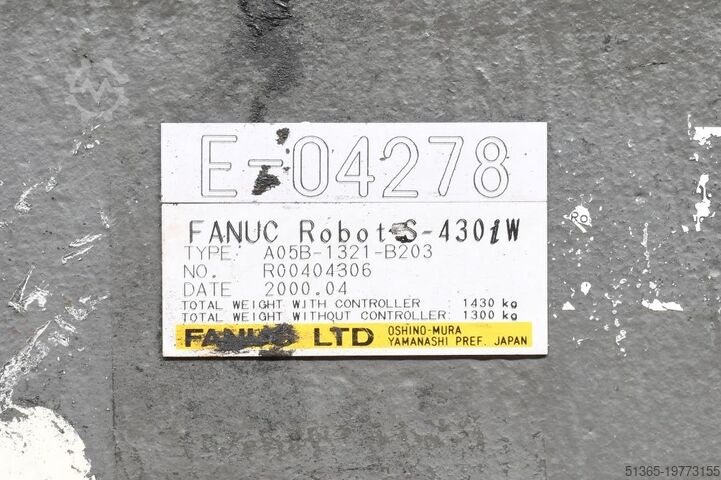 E-04278
FANUC Robot S-430iW
TYPE: A05B-1321-B203
NO. R00404306
DATE 2000.04
TOTAL WEIGHT WITH CONTROLLER : 1430 kg
TOTAL WEIGHT WITHOUT CONTROLLER: 1300 kg
FANUC LTD OSHINO-MURA
YAMANASHI PREF. JAPAN
51365-19773155